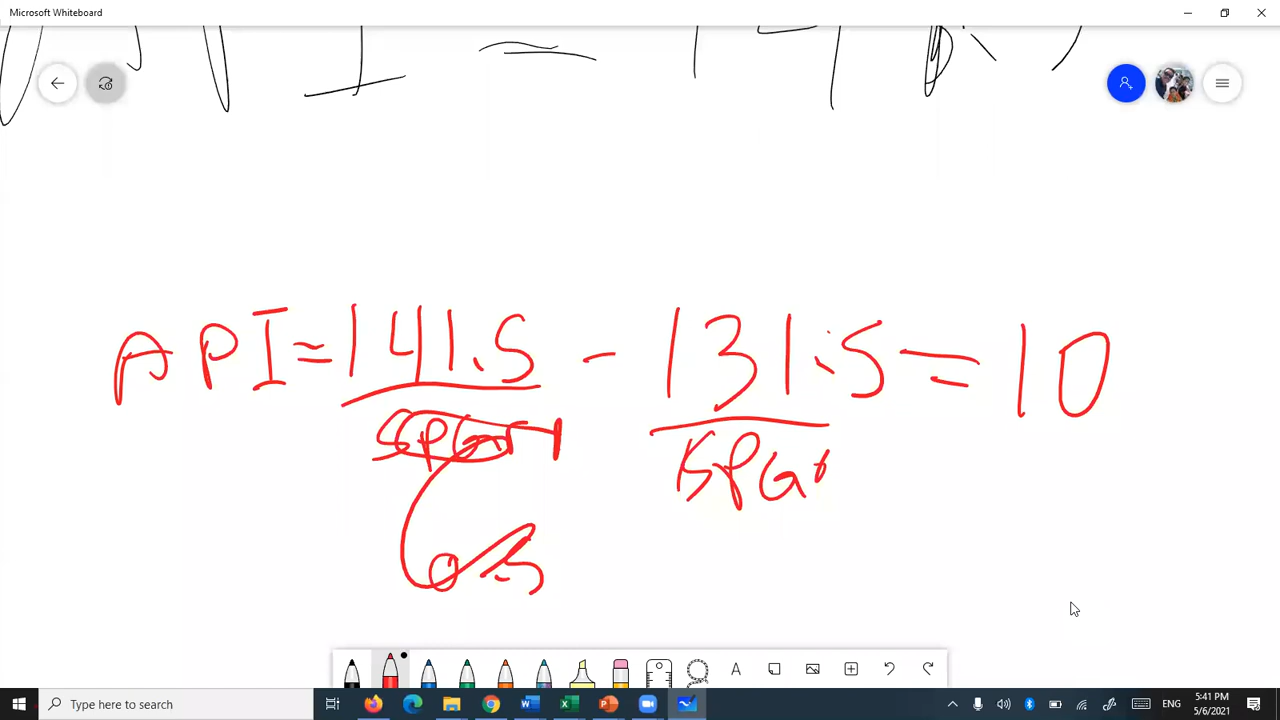 Microsoft Whiteboard
API = 141.5 - 131.5 = 10
SPGr SPGr
0.5
Type here to search
ENG
5:41 PM
5/6/2021